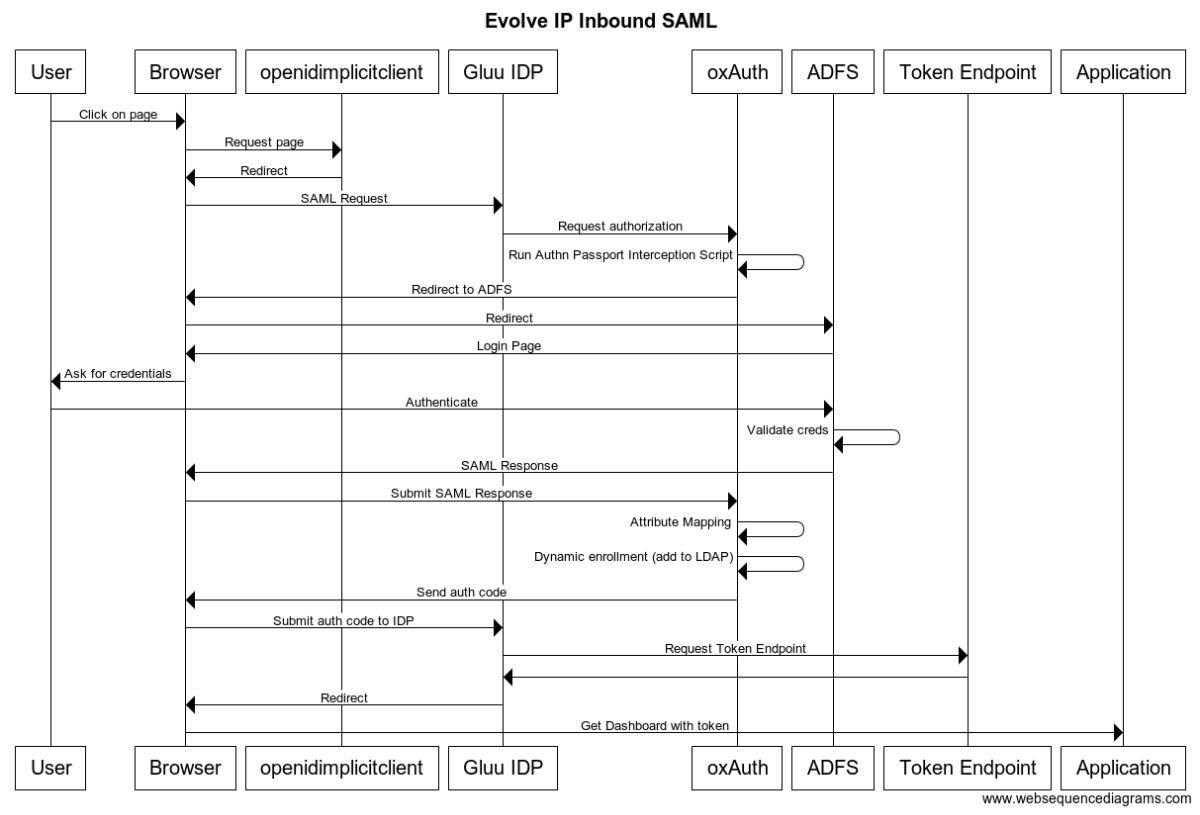 Evolve IP Inbound SAML
User Browser openidimplicitclient Gluu IDP oxAuth ADFS Token Endpoint Application
Click on page
Request page
Redirect
SAML Request
Request authorization
Run Authn Passport Interception Script
Redirect to ADFS
Redirect
Login Page
Ask for credentials
Authenticate
Validate creds
SAML Response
Submit SAML Response
Attribute Mapping
Dynamic enrollment (add to LDAP)
Send auth code
Submit auth code to IDP
Request Token Endpoint
Redirect
Get Dashboard with token
User Browser openidimplicitclient Gluu IDP oxAuth ADFS Token Endpoint Application
www.websequencediagrams.com